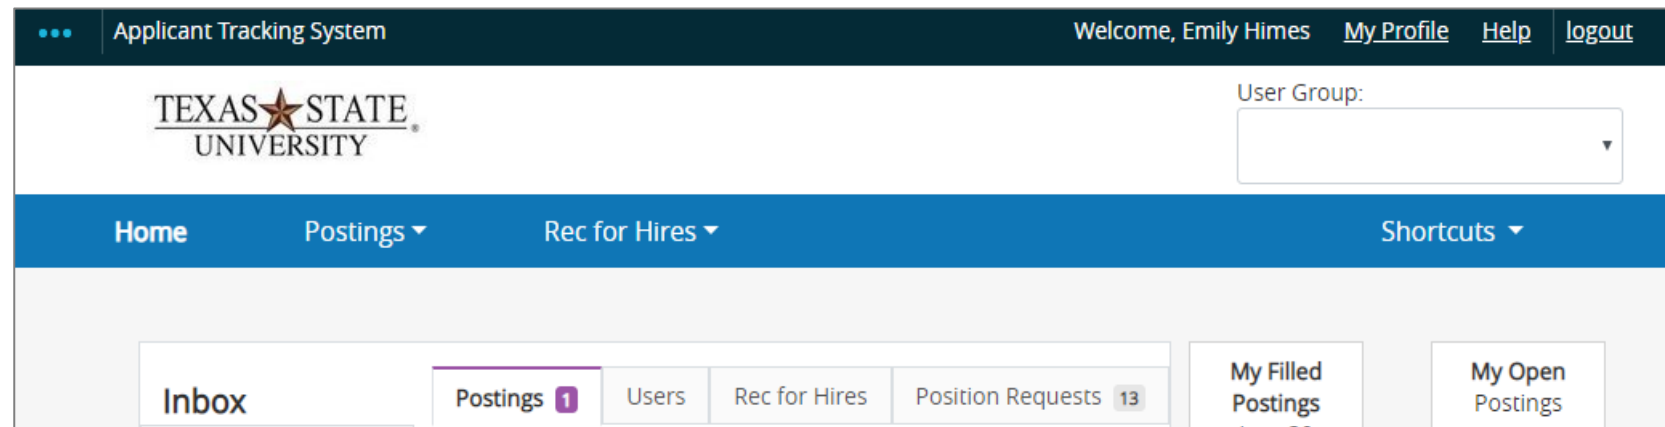 Applicant Tracking System
Welcome, Emily Himes My Profile Help logout
TEXAS STATE
UNIVERSITY
User Group:
Home Postings Rec for Hires Shortcuts
Inbox
Postings 1 Users Rec for Hires Position Requests 13
My Filled
Postings
My Open
Postings